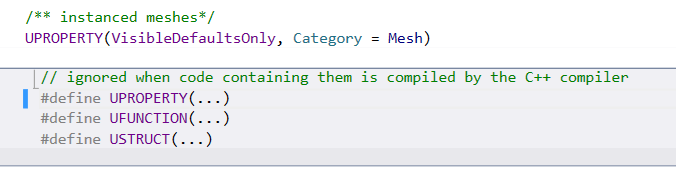 /** instanced meshes*/
UPROPERTY(VisibleDefaultsOnly, Category = Mesh)
// ignored when code containing them is compiled by the C++ compiler
#define UPROPERTY(...)
#define UFUNCTION(...)
#define USTRUCT(...)